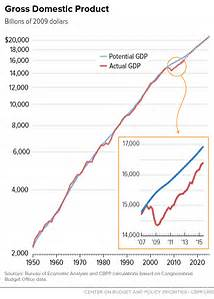 Gross Domestic Product
Billions of 2009 dollars
$20,000
18,000
16,000
14,000
12,000
10,000
8,000
6,000
4,000
2,000
Potential GDP
Actual GDP
17,000
16,000
15,000
14,000
'07 '09 '11 '13 '15
1950 1960 1970 1980 1990 2000 2010 2020
Sources: Bureau of Economic Analysis and CBPP calculations based on Congressional
Budget Office data.
CENTER ON BUDGET AND POLICY PRIORITIES • CBPP.ORG